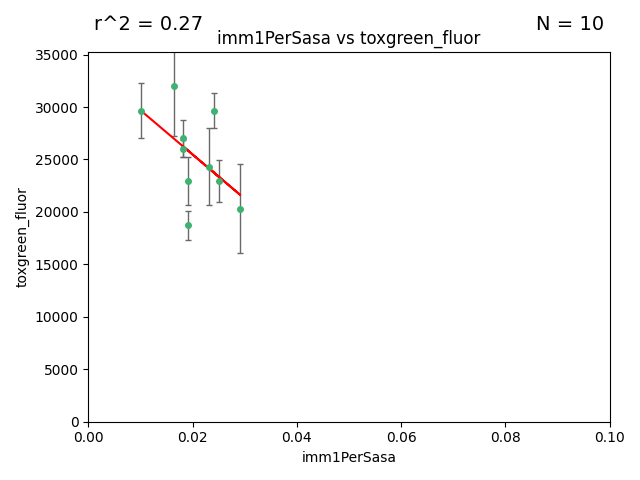 r^2 = 0.27
N = 10
imm1PerSasa vs toxgreen_fluor
35000
30000
25000
20000
15000
10000
5000
0
toxgreen_fluor
0.00
0.02
0.04
0.06
0.08
0.10
imm1PerSasa